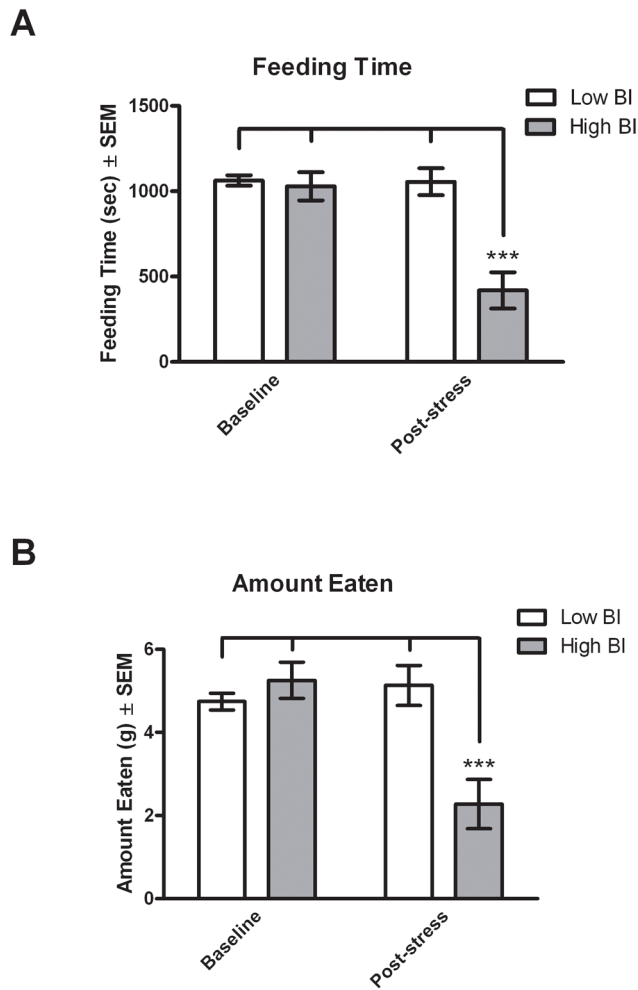 A
Feeding Time
Low BI
High BI
Feeding Time (sec) ± SEM
1500
1000
500
0
***
Baseline
Post-stress
B
Amount Eaten
Low BI
High BI
Amount Eaten (g) ± SEM
6
4
2
0
***
Baseline
Post-stress